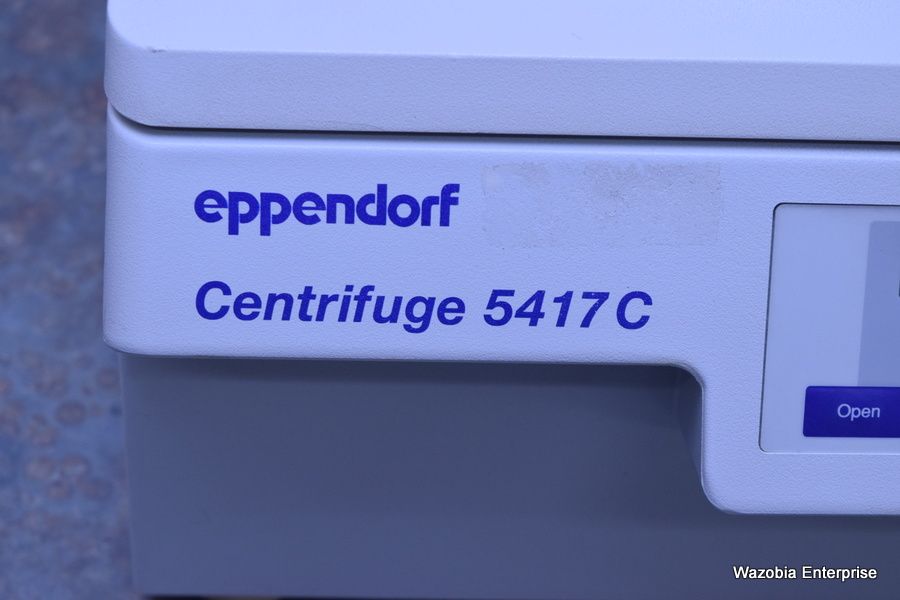 eppendorf
Centrifuge 5417C
Open
Wazobia Enterprise